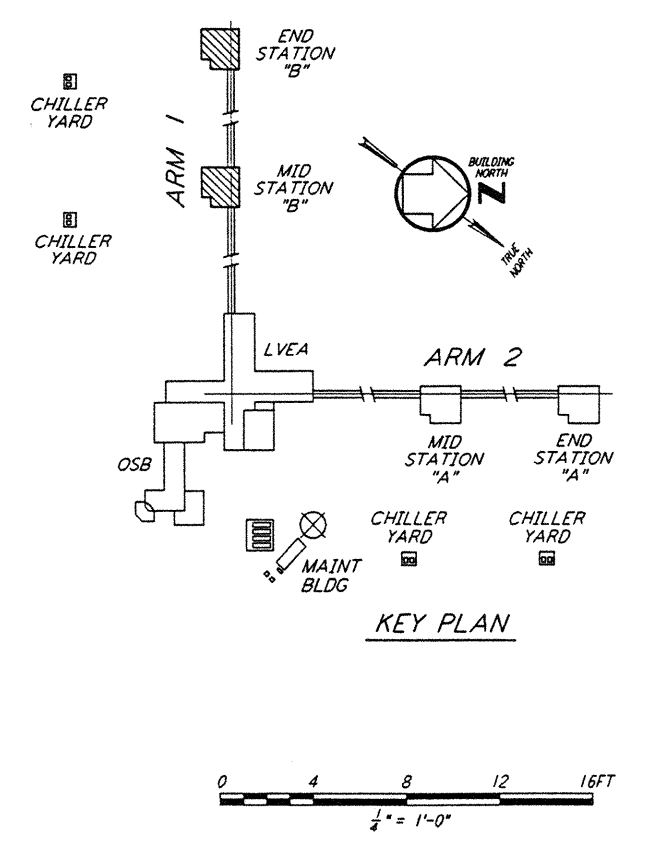 END
STATION
"B"
CHILLER
YARD
ARM 1
MID
STATION
"B"
BUILDING
NORTH
N
TRUE
NORTH
CHILLER
YARD
LVEA
ARM 2
MID
STATION
"A"
END
STATION
"A"
OSB
CHILLER
YARD
CHILLER
YARD
MAINT
BLDG
KEY PLAN
0 4 8 12 16FT
1/4" = 1'-0"